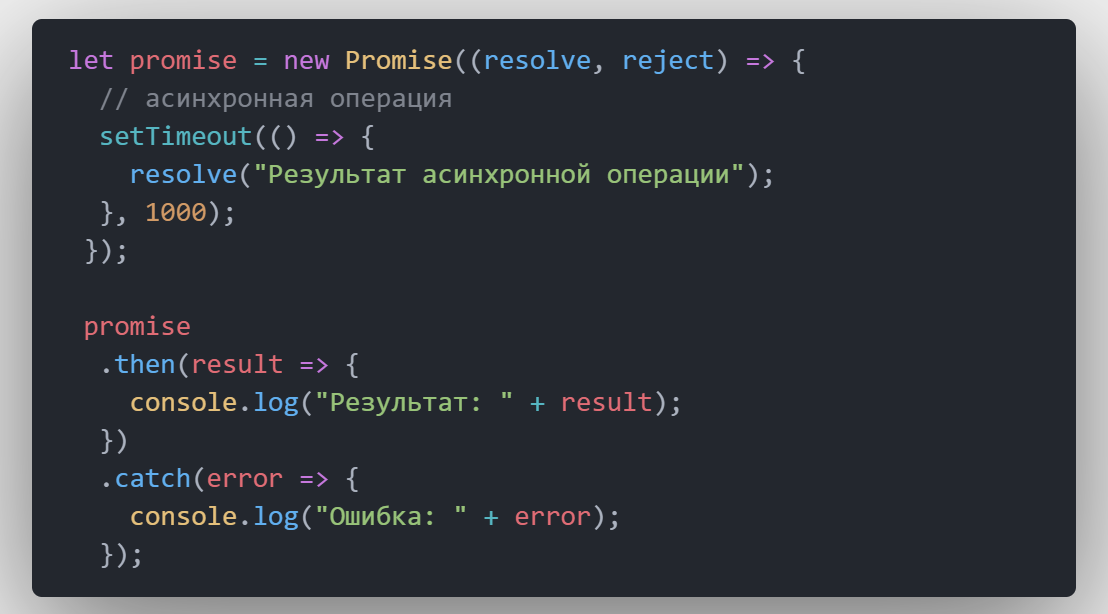 let promise = new Promise((resolve, reject) => {
// асинхронная операция
setTimeout(() => {
resolve("Результат асинхронной операции");
}, 1000);
});
promise
.then(result => {
console.log("Результат: " + result);
})
.catch(error => {
console.log("Ошибка: " + error);
});